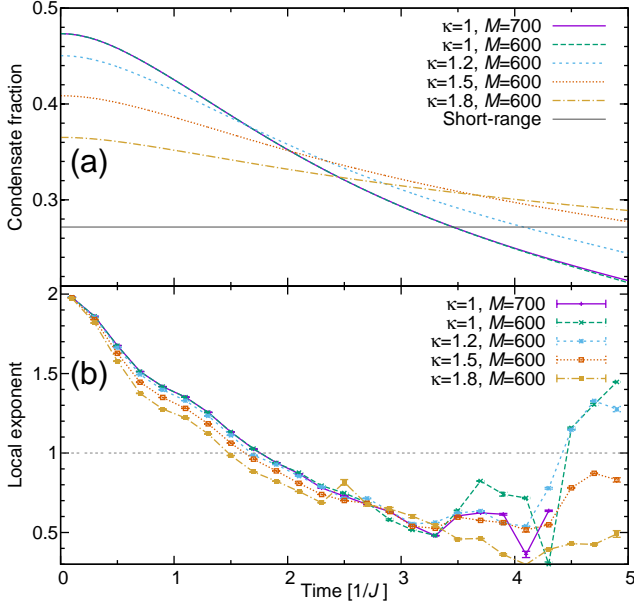 0.5
0.4
0.3
Condensate fraction
(a)
κ=1, M=700
κ=1, M=600
κ=1.2, M=600
κ=1.5, M=600
κ=1.8, M=600
Short-range
2
1.5
1
0.5
Local exponent
(b)
κ=1, M=700
κ=1, M=600
κ=1.2, M=600
κ=1.5, M=600
κ=1.8, M=600
0 1 2 3 4 5
Time [1/J]